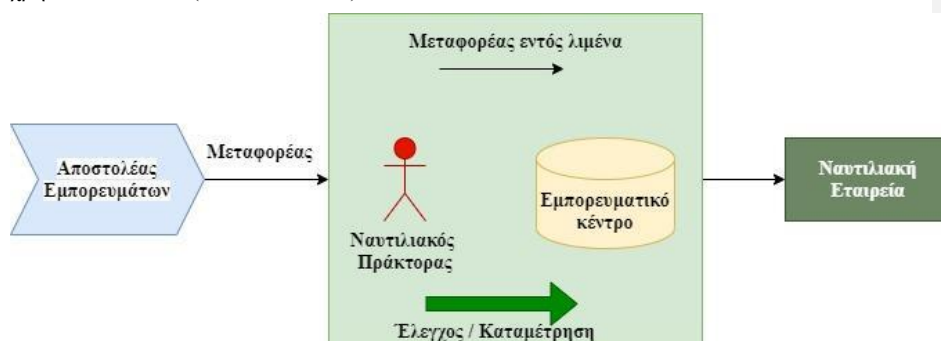 Μεταφορέας εντός λιμένα
Αποστολέας
Εμπορευμάτων
Μεταφορέας
Ναυτιλιακός
Πράκτορας
Εμπορευματικό
κέντρο
Ναυτιλιακή
Εταιρεία
Έλεγχος / Καταμέτρηση